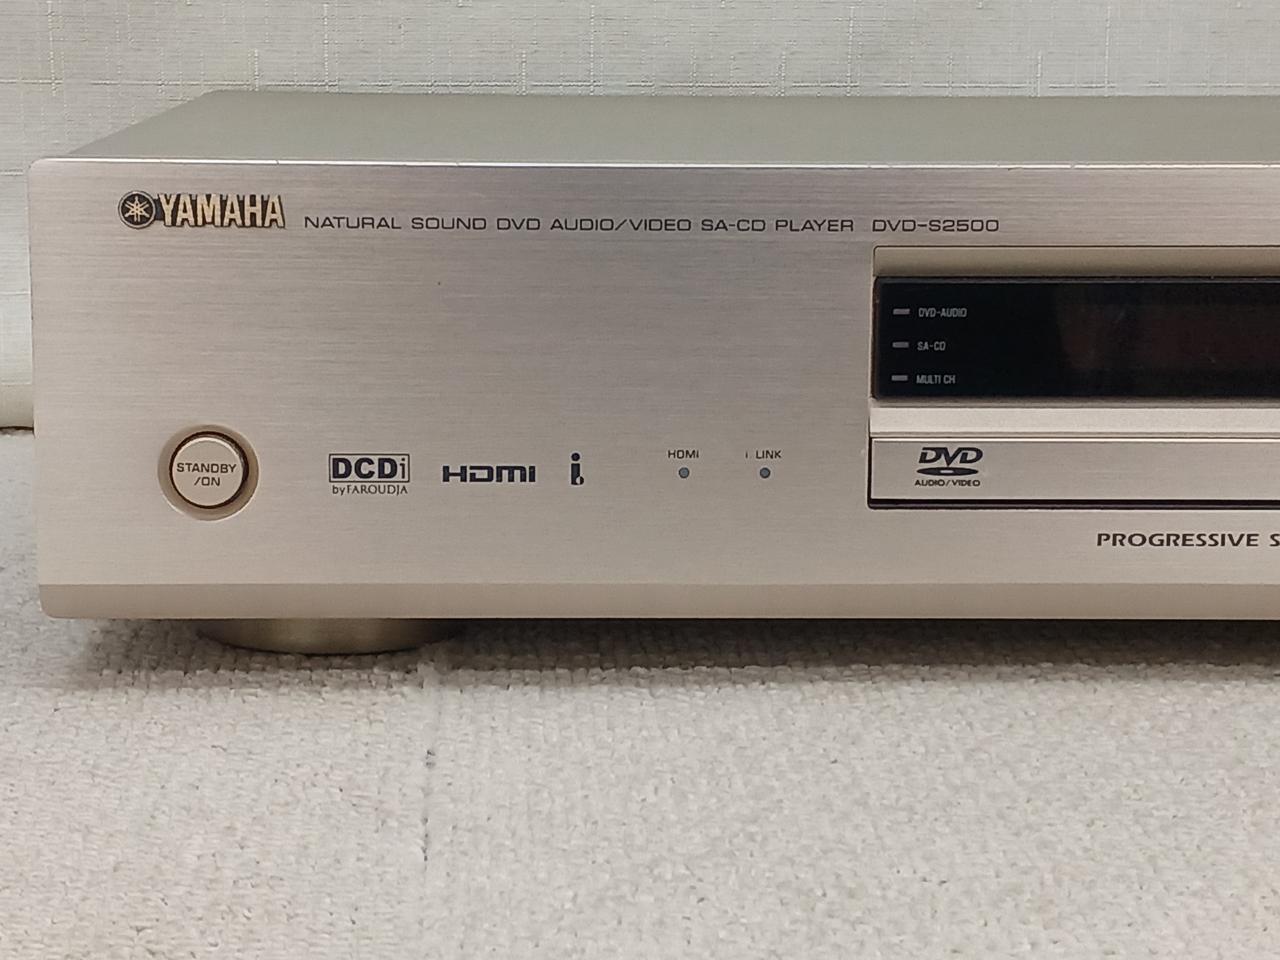 YAMAHA NATURAL SOUND DVD AUDIO/VIDEO SA-CD PLAYER DVD-S2500
DVD-AUDIO
SA-CD
MULTI CH
STANDBY
/ON
DCDi
by FAROUDJA
HDMI
i
HDMI
i. LINK
DVD
AUDIO/VIDEO
PROGRESSIVE S